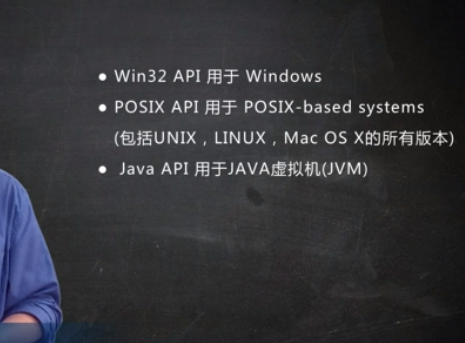 ● Win32 API 用于 Windows
● POSIX API 用于 POSIX-based systems
(包括UNIX，LINUX，Mac OS X的所有版本)
● Java API 用于JAVA虚拟机(JVM)